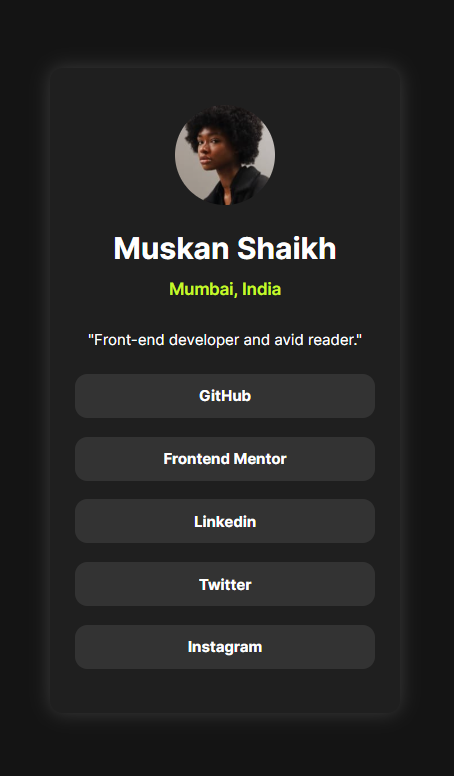 Muskan Shaikh
Mumbai, India
"Front-end developer and avid reader."
GitHub
Frontend Mentor
Linkedin
Twitter
Instagram